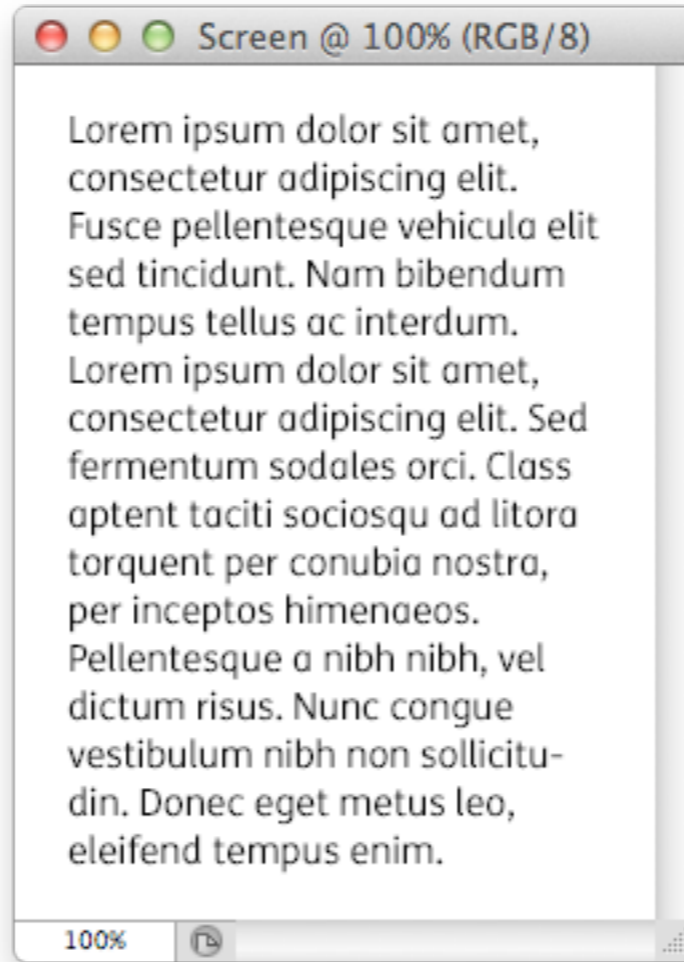 Screen @ 100% (RGB/8)
Lorem ipsum dolor sit amet,
consectetur adipiscing elit.
Fusce pellentesque vehicula elit
sed tincidunt. Nam bibendum
tempus tellus ac interdum.
Lorem ipsum dolor sit amet,
consectetur adipiscing elit. Sed
fermentum sodales orci. Class
aptent taciti sociosqu ad litora
torquent per conubia nostra,
per inceptos himenaeos.
Pellentesque a nibh nibh, vel
dictum risus. Nunc congue
vestibulum nibh non sollicitu-
din. Donec eget metus leo,
eleifend tempus enim.
100%